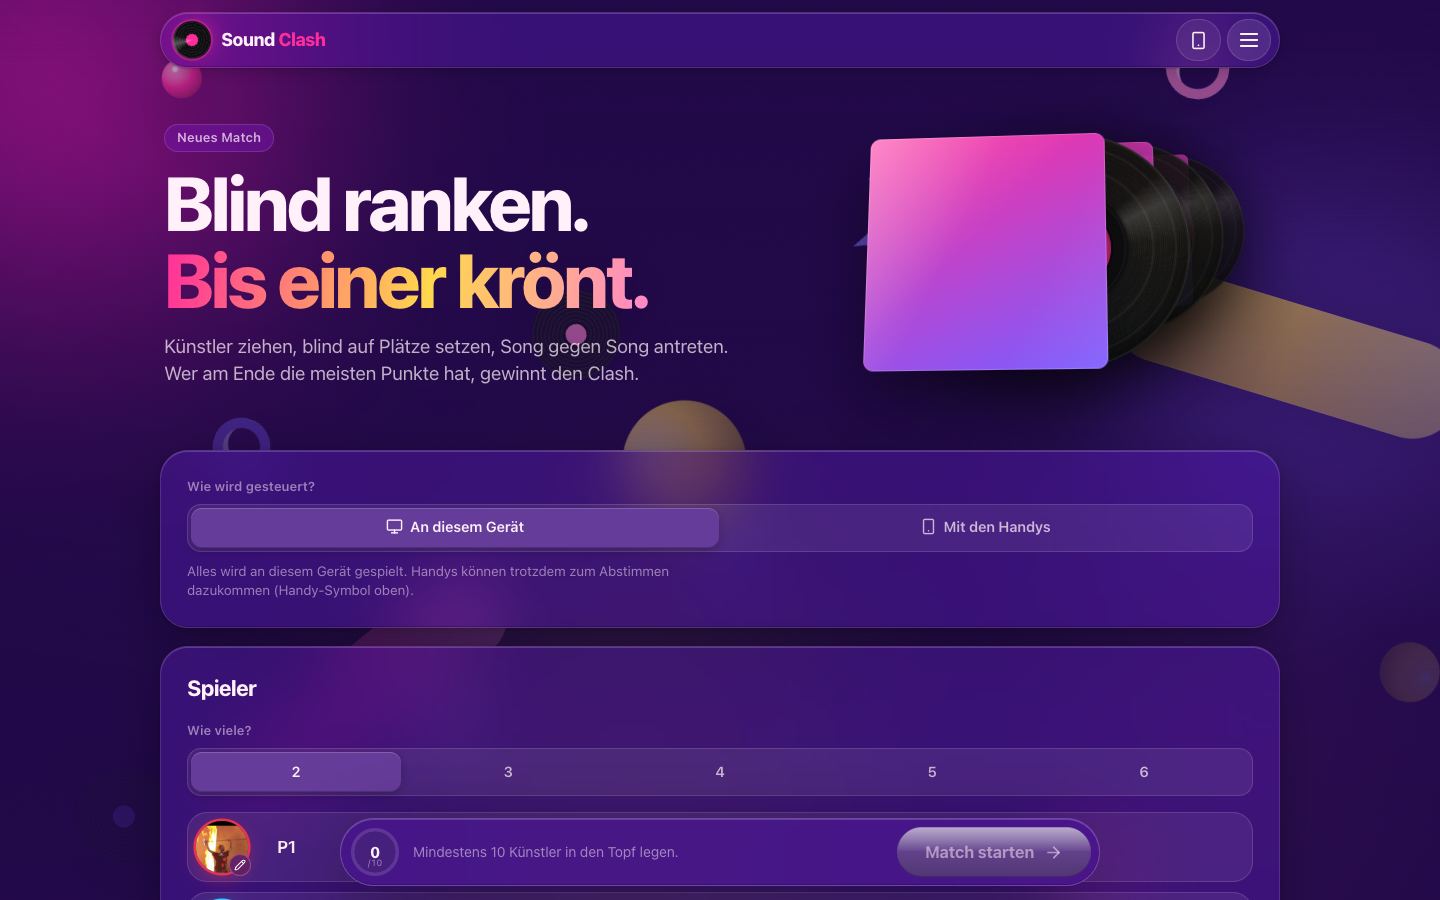 Sound Clash
Neues Match
Blind ranken.
Bis einer krönt.
Künstler ziehen, blind auf Plätze setzen, Song gegen Song antreten.
Wer am Ende die meisten Punkte hat, gewinnt den Clash.
Wie wird gesteuert?
An diesem Gerät
Mit den Handys
Alles wird an diesem Gerät gespielt. Handys können trotzdem zum Abstimmen
dazukommen (Handy-Symbol oben).
Spieler
Wie viele?
2
3
4
5
6
P1
0
/10
Mindestens 10 Künstler in den Topf legen.
Match starten